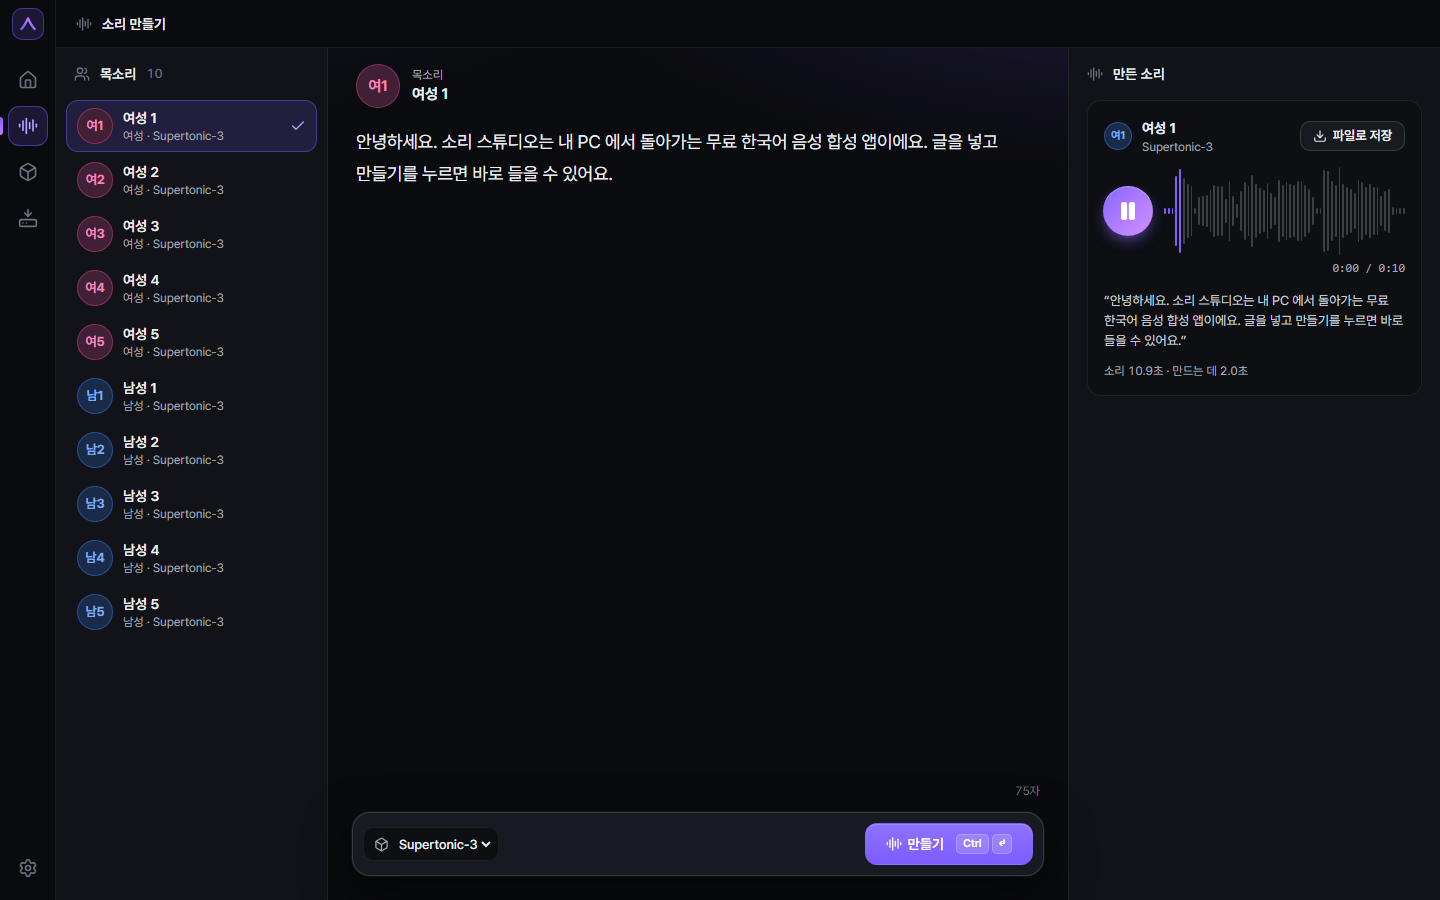 소리 만들기
목소리 10
여1 여성 1
여성 · Supertonic-3
여2 여성 2
여성 · Supertonic-3
여3 여성 3
여성 · Supertonic-3
여4 여성 4
여성 · Supertonic-3
여5 여성 5
여성 · Supertonic-3
남1 남성 1
남성 · Supertonic-3
남2 남성 2
남성 · Supertonic-3
남3 남성 3
남성 · Supertonic-3
남4 남성 4
남성 · Supertonic-3
남5 남성 5
남성 · Supertonic-3
여1 목소리
여성 1
안녕하세요. 소리 스튜디오는 내 PC 에서 돌아가는 무료 한국어 음성 합성 앱이에요. 글을 넣고
만들기를 누르면 바로 들을 수 있어요.
75자
Supertonic-3
만들기 Ctrl ↵
만든 소리
여1 여성 1
Supertonic-3
파일로 저장
0:00 / 0:10
“안녕하세요. 소리 스튜디오는 내 PC 에서 돌아가는 무료
한국어 음성 합성 앱이에요. 글을 넣고 만들기를 누르면 바로
들을 수 있어요.”
소리 10.9초 · 만드는 데 2.0초